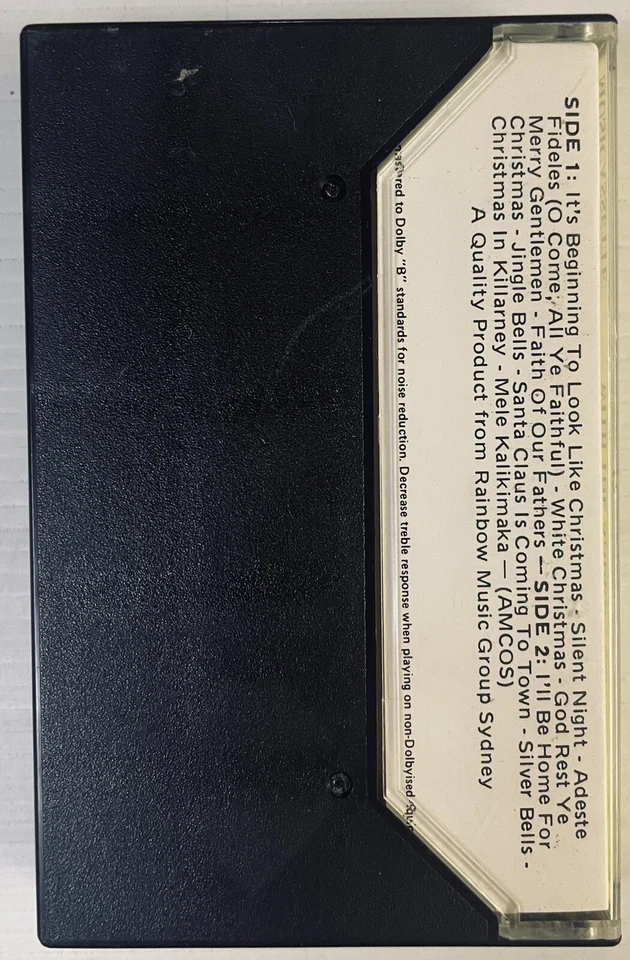 SIDE 1: It's Beginning To Look Like Christmas - Silent Night - Adeste
Fideles (O Come, All Ye Faithful) - White Christmas - God Rest Ye
Merry Gentlemen - Faith Of Our Fathers — SIDE 2: I'll Be Home For
Christmas - Jingle Bells - Santa Claus Is Coming To Town - Silver Bells -
Christmas In Killarney - Mele Kalikimaka — (AMCOS)
A Quality Product from Rainbow Music Group Sydney
to Dolby "B" standards for noise reduction. Decrease treble response when playing on non-Dolbyised